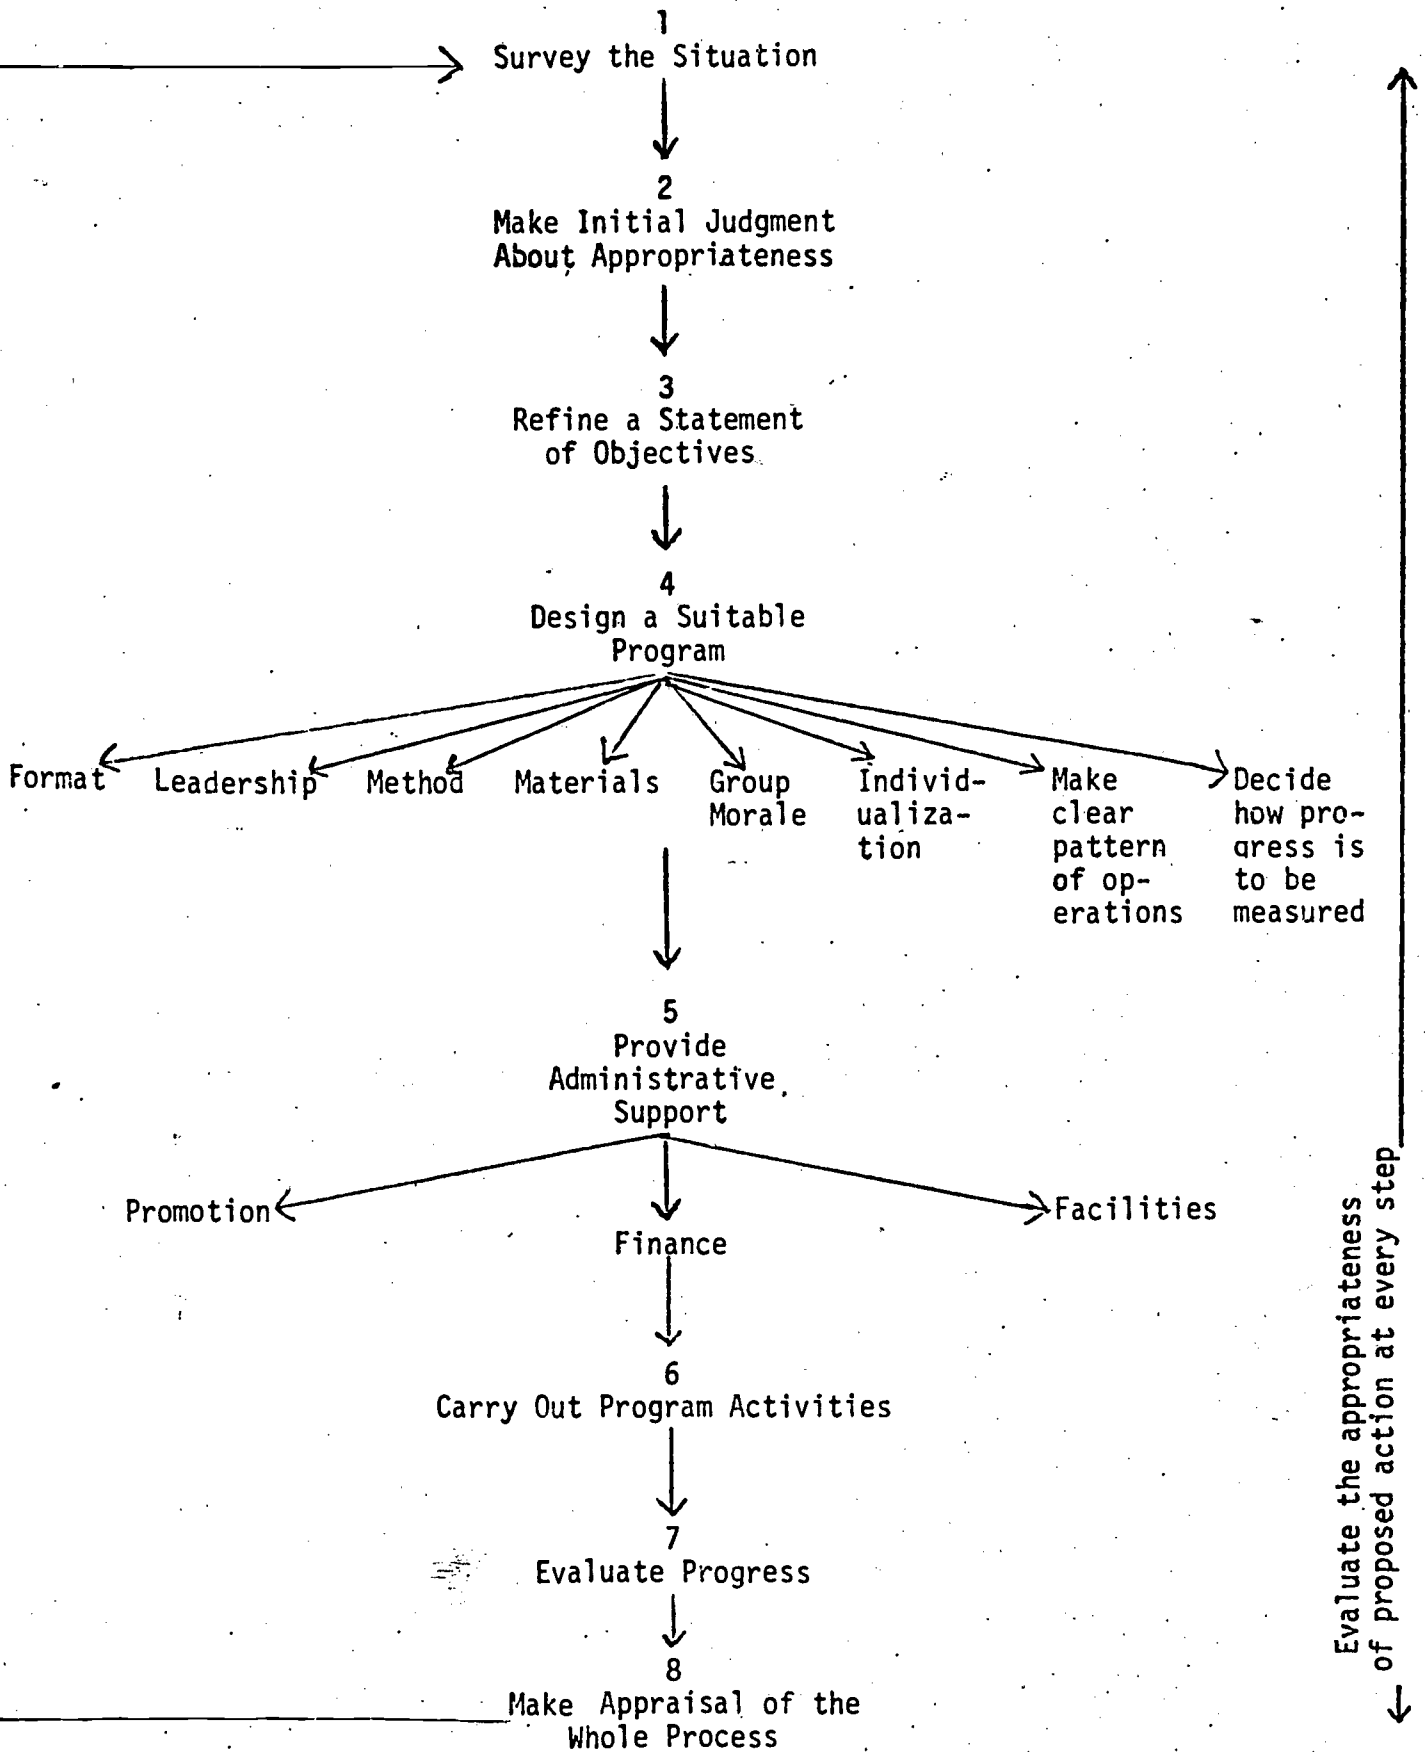 1
Survey the Situation
2
Make Initial Judgment
About Appropriateness
3
Refine a Statement
of Objectives
4
Design a Suitable
Program
Format
Leadership
Method
Materials
Group
Morale
Individ-
ualiza-
tion
Make
clear
pattern
of op-
erations
Decide
how pro-
gress is
to be
measured
5
Provide
Administrative
Support
Promotion
Finance
Facilities
6
Carry Out Program Activities
7
Evaluate Progress
8
Make Appraisal of the
Whole Process
Evaluate the appropriateness
of proposed action at every step